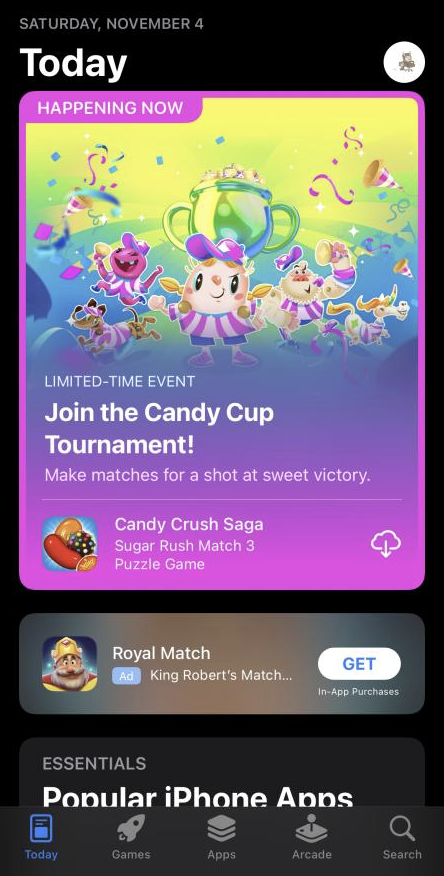 SATURDAY, NOVEMBER 4
Today
HAPPENING NOW
LIMITED-TIME EVENT
Join the Candy Cup
Tournament!
Make matches for a shot at sweet victory.
Candy Crush Saga
Sugar Rush Match 3
Puzzle Game
Royal Match
Ad King Robert's Match...
GET
In-App Purchases
ESSENTIALS
Popular iPhone Apps
Today Games Apps Arcade Search